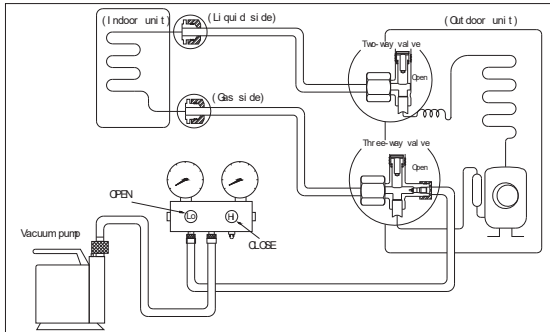 (Indoor unit)
(Liquid side)
(Outdoor unit)
Two-way valve
Open
(Gas side)
Three-way valve
Open
OPEN
Lo
Hi
CLOSE
Vacuum pump